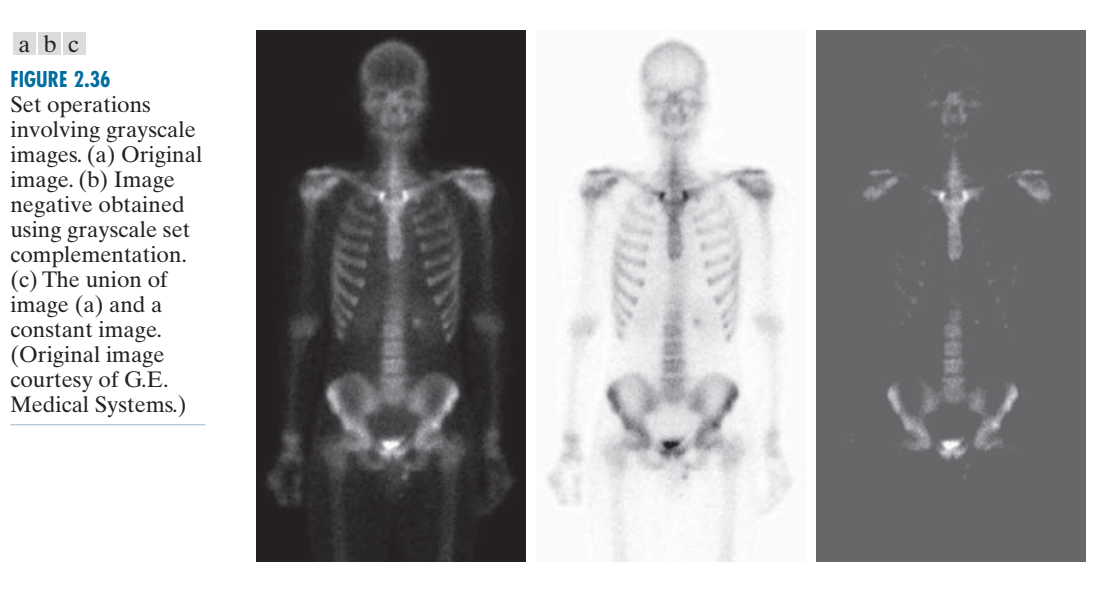 a b c
FIGURE 2.36
Set operations
involving grayscale
images. (a) Original
image. (b) Image
negative obtained
using grayscale set
complementation.
(c) The union of
image (a) and a
constant image.
(Original image
courtesy of G.E.
Medical Systems.)